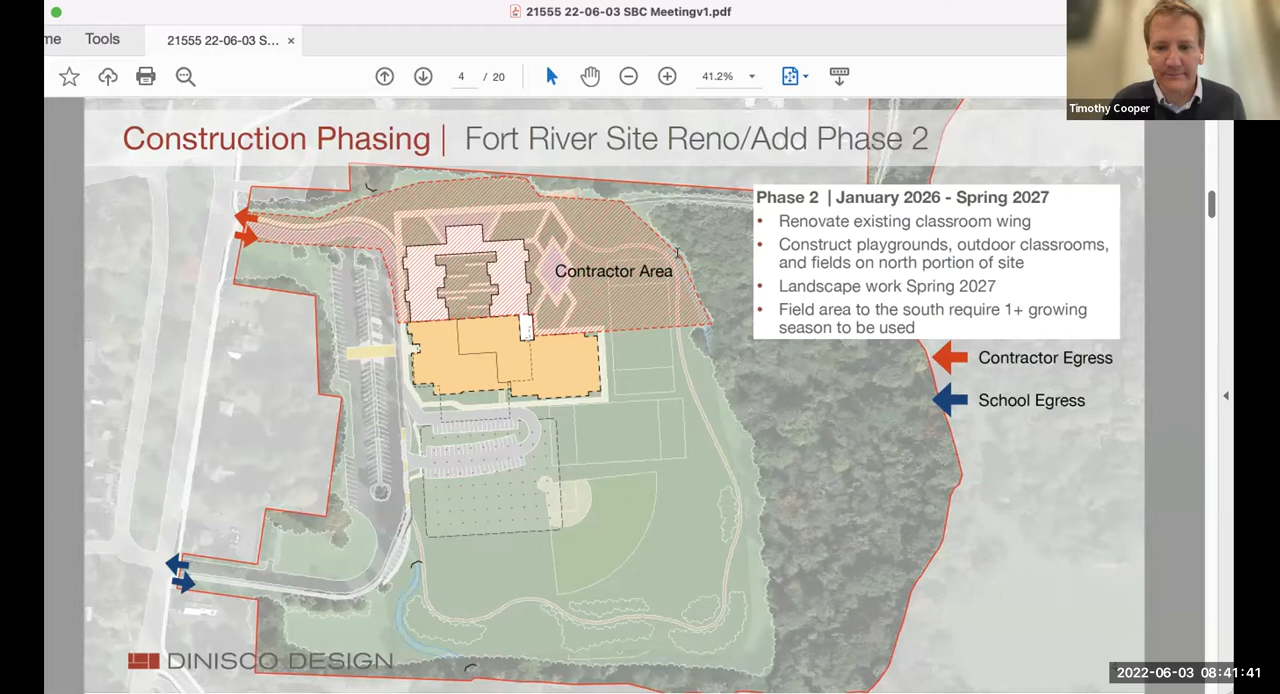 21555 22-06-03 SBC Meetingv1.pdf
me Tools 21555 22-06-03 S... ×
4 / 20 41.2%
Timothy Cooper
Construction Phasing | Fort River Site Reno/Add Phase 2
Phase 2 | January 2026 - Spring 2027
• Renovate existing classroom wing
• Construct playgrounds, outdoor classrooms,
and fields on north portion of site
• Landscape work Spring 2027
• Field area to the south require 1+ growing
season to be used
Contractor Area
Contractor Egress
School Egress
DINISCO DESIGN
2022-06-03 08:41:41